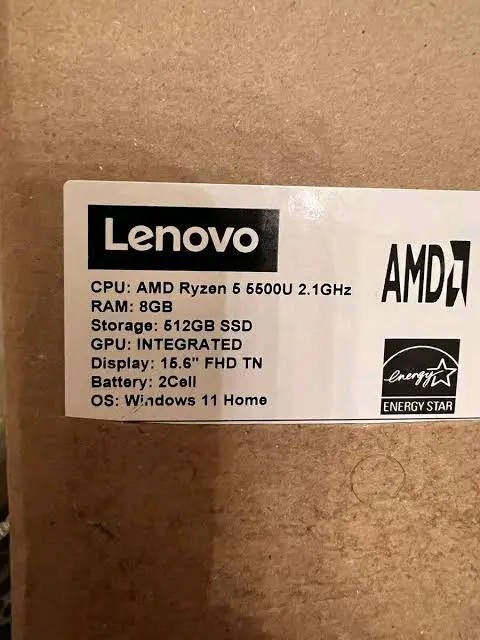 Lenovo
CPU: AMD Ryzen 5 5500U 2.1GHz
RAM: 8GB
Storage: 512GB SSD
GPU: INTEGRATED
Display: 15.6" FHD TN
Battery: 2Cell
OS: Windows 11 Home
AMD
energy
ENERGY STAR